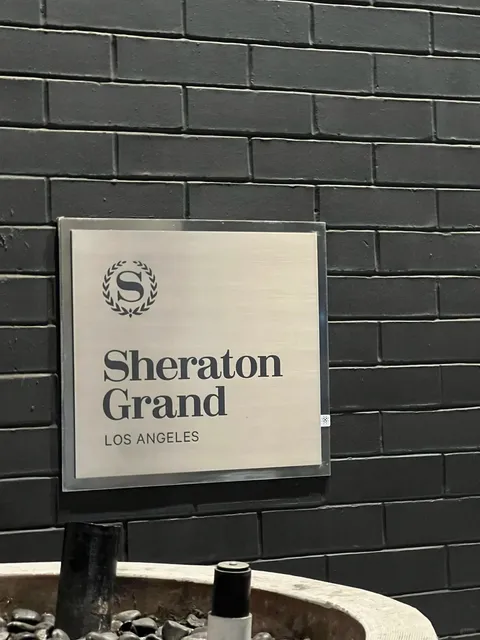 S
Sheraton
Grand
LOS ANGELES